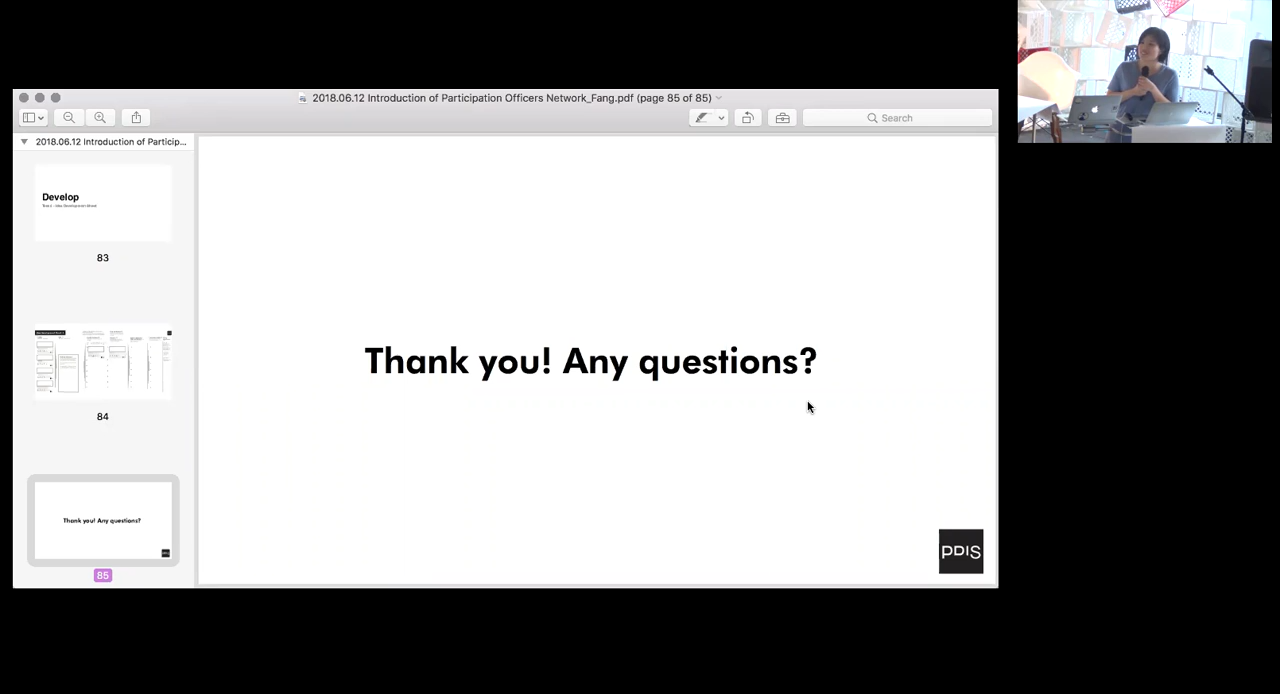 2018.06.12 Introduction of Participation Officers Network_Fang.pdf (page 85 of 85)
Search
2018.06.12 Introduction of Particip...
Develop
83
84
Thank you! Any questions?
85
Thank you! Any questions?
PDIS